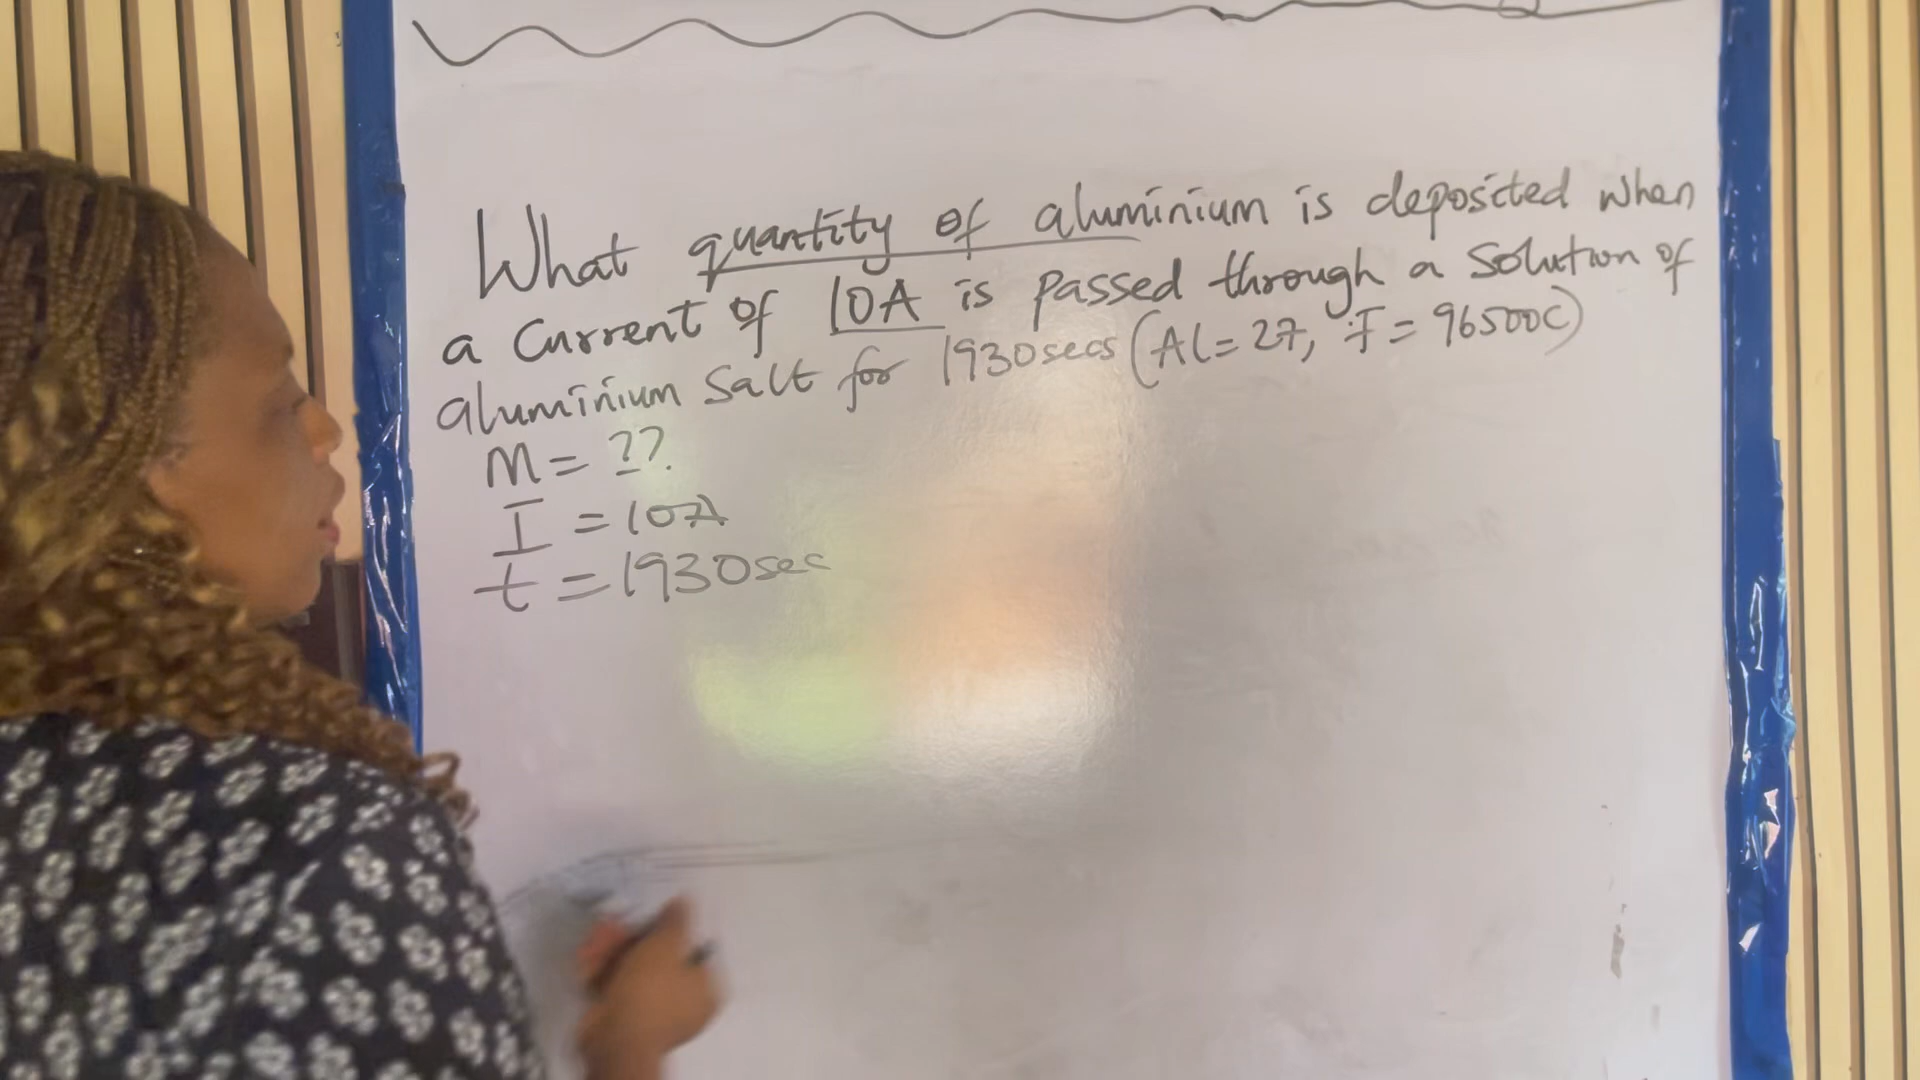 What quantity of aluminium is deposited when
a Current of 10A is passed through a solution of
aluminium Salt for 1930secs (Al=27, F = 96500C)
M = ??
I = 10A
t = 1930sec